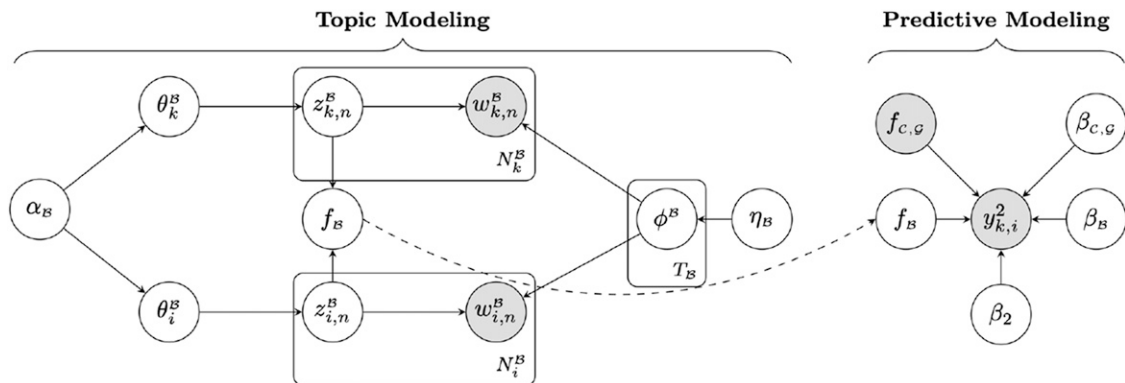 Topic Modeling
Predictive Modeling
θ_k^ℬ
z_{k,n}^ℬ
w_{k,n}^ℬ
N_k^ℬ
f_{𝒞,𝒢}
β_{𝒞,𝒢}
α_ℬ
f_ℬ
ϕ^ℬ
η_ℬ
T_ℬ
f_ℬ
y_{k,i}^2
β_ℬ
θ_i^ℬ
z_{i,n}^ℬ
w_{i,n}^ℬ
N_i^ℬ
β_2